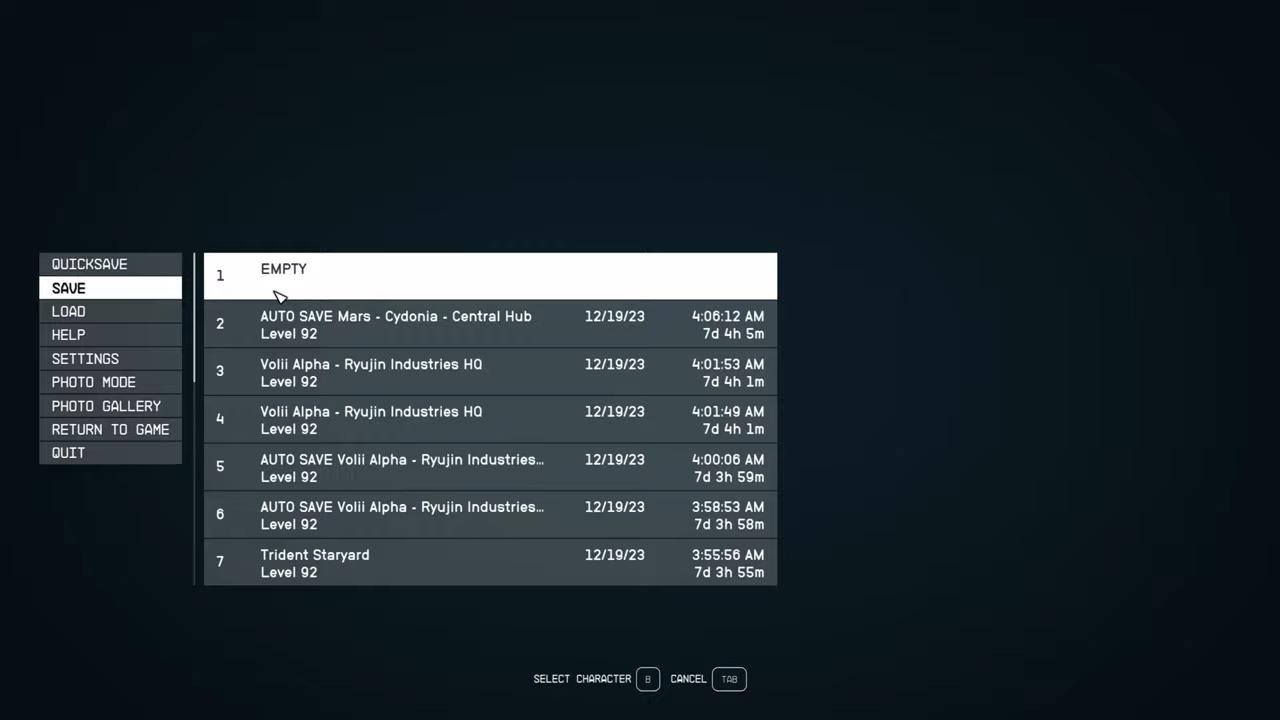 QUICKSAVE
SAVE
LOAD
HELP
SETTINGS
PHOTO MODE
PHOTO GALLERY
RETURN TO GAME
QUIT
1 EMPTY
2 AUTO SAVE Mars - Cydonia - Central Hub 12/19/23 4:06:12 AM
Level 92 7d 4h 5m
3 Volii Alpha - Ryujin Industries HQ 12/19/23 4:01:53 AM
Level 92 7d 4h 1m
4 Volii Alpha - Ryujin Industries HQ 12/19/23 4:01:49 AM
Level 92 7d 4h 1m
5 AUTO SAVE Volii Alpha - Ryujin Industries... 12/19/23 4:00:06 AM
Level 92 7d 3h 59m
6 AUTO SAVE Volii Alpha - Ryujin Industries... 12/19/23 3:58:53 AM
Level 92 7d 3h 58m
7 Trident Staryard 12/19/23 3:55:56 AM
Level 92 7d 3h 55m
SELECT CHARACTER B CANCEL TAB